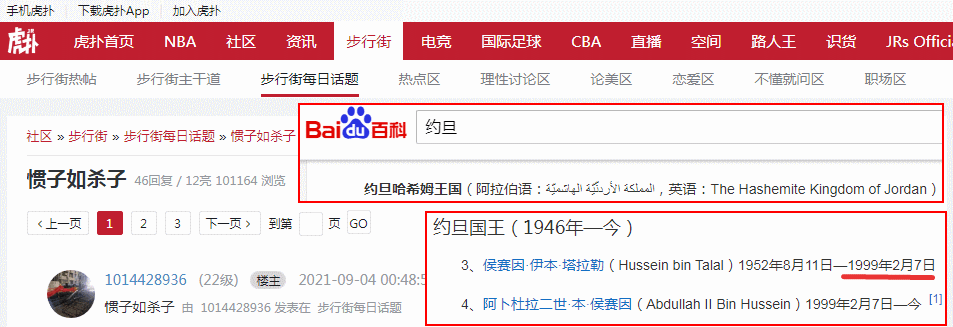 手机虎扑 下载虎扑App 加入虎扑
虎扑 虎扑首页 NBA 社区 资讯 步行街 电竞 国际足球 CBA 直播 空间 路人王 识货 JRs Officia
步行街热帖 步行街主干道 步行街每日话题 热点区 理性讨论区 论美区 恋爱区 不懂就问区 职场区
社区 » 步行街 » 步行街每日话题 » 惯子如杀子
Bai du 百科 约旦
惯子如杀子 46回复 / 12亮 101164 浏览
约旦哈希姆王国（阿拉伯语：المملكة الأردنّيّة الهاشميّة，英语：The Hashemite Kingdom of Jordan）
上一页 1 2 3 下一页 到第 页 GO
约旦国王（1946年—今）
3、侯赛因·伊本·塔拉勒（Hussein bin Talal）1952年8月11日—1999年2月7日
4、阿卜杜拉二世·本·侯赛因（Abdullah II Bin Hussein）1999年2月7日—今 [1]
1014428936 (22级) 楼主 2021-09-04 00:48:5
惯子如杀子 由 1014428936 发表在 步行街每日话题